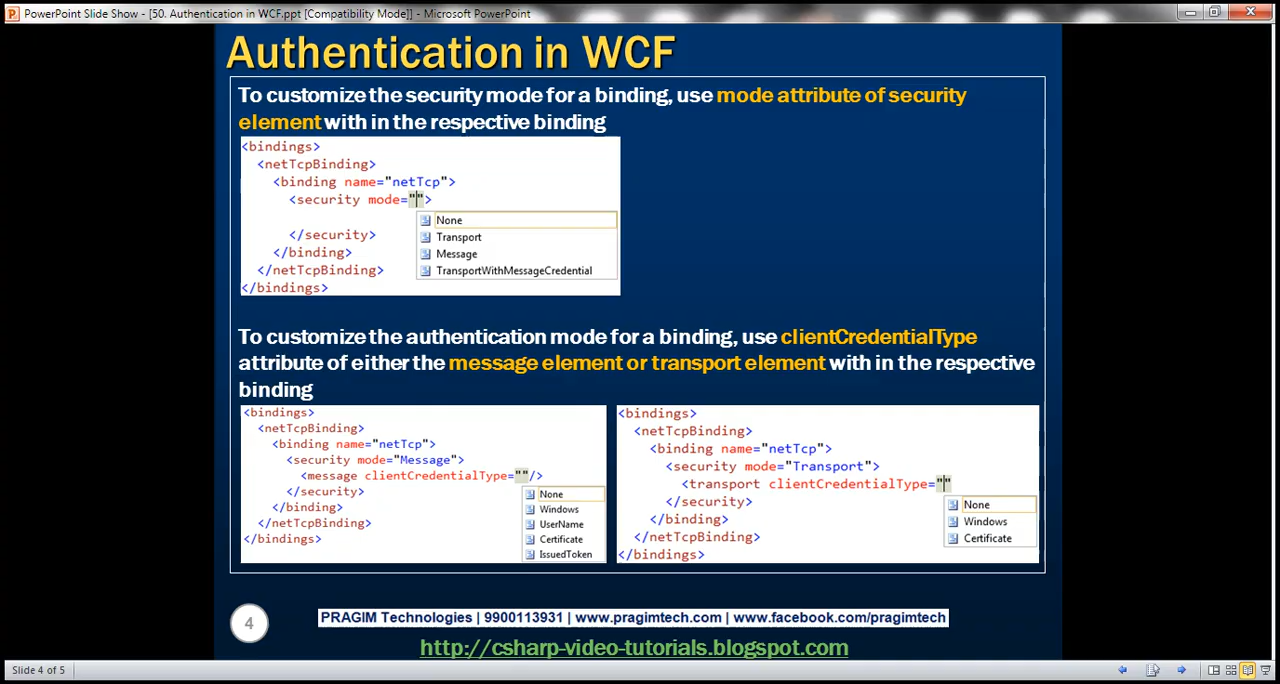 PowerPoint Slide Show - [50. Authentication in WCF.ppt [Compatibility Mode]] - Microsoft PowerPoint
Authentication in WCF
To customize the security mode for a binding, use mode attribute of security
element with in the respective binding
<bindings>
<netTcpBinding>
<binding name="netTcp">
<security mode="">
None
Transport
</security>
Message
</binding>
TransportWithMessageCredential
</netTcpBinding>
</bindings>
To customize the authentication mode for a binding, use clientCredentialType
attribute of either the message element or transport element with in the respective
binding
<bindings>
<netTcpBinding>
<binding name="netTcp">
<security mode="Message">
<message clientCredentialType=""/>
</security>
</binding>
</netTcpBinding>
</bindings>
None
Windows
UserName
Certificate
IssuedToken
<bindings>
<netTcpBinding>
<binding name="netTcp">
<security mode="Transport">
<transport clientCredentialType=""
</security>
</binding>
</netTcpBinding>
</bindings>
None
Windows
Certificate
4
PRAGIM Technologies | 9900113931 | www.pragimtech.com | www.facebook.com/pragimtech
http://csharp-video-tutorials.blogspot.com
Slide 4 of 5